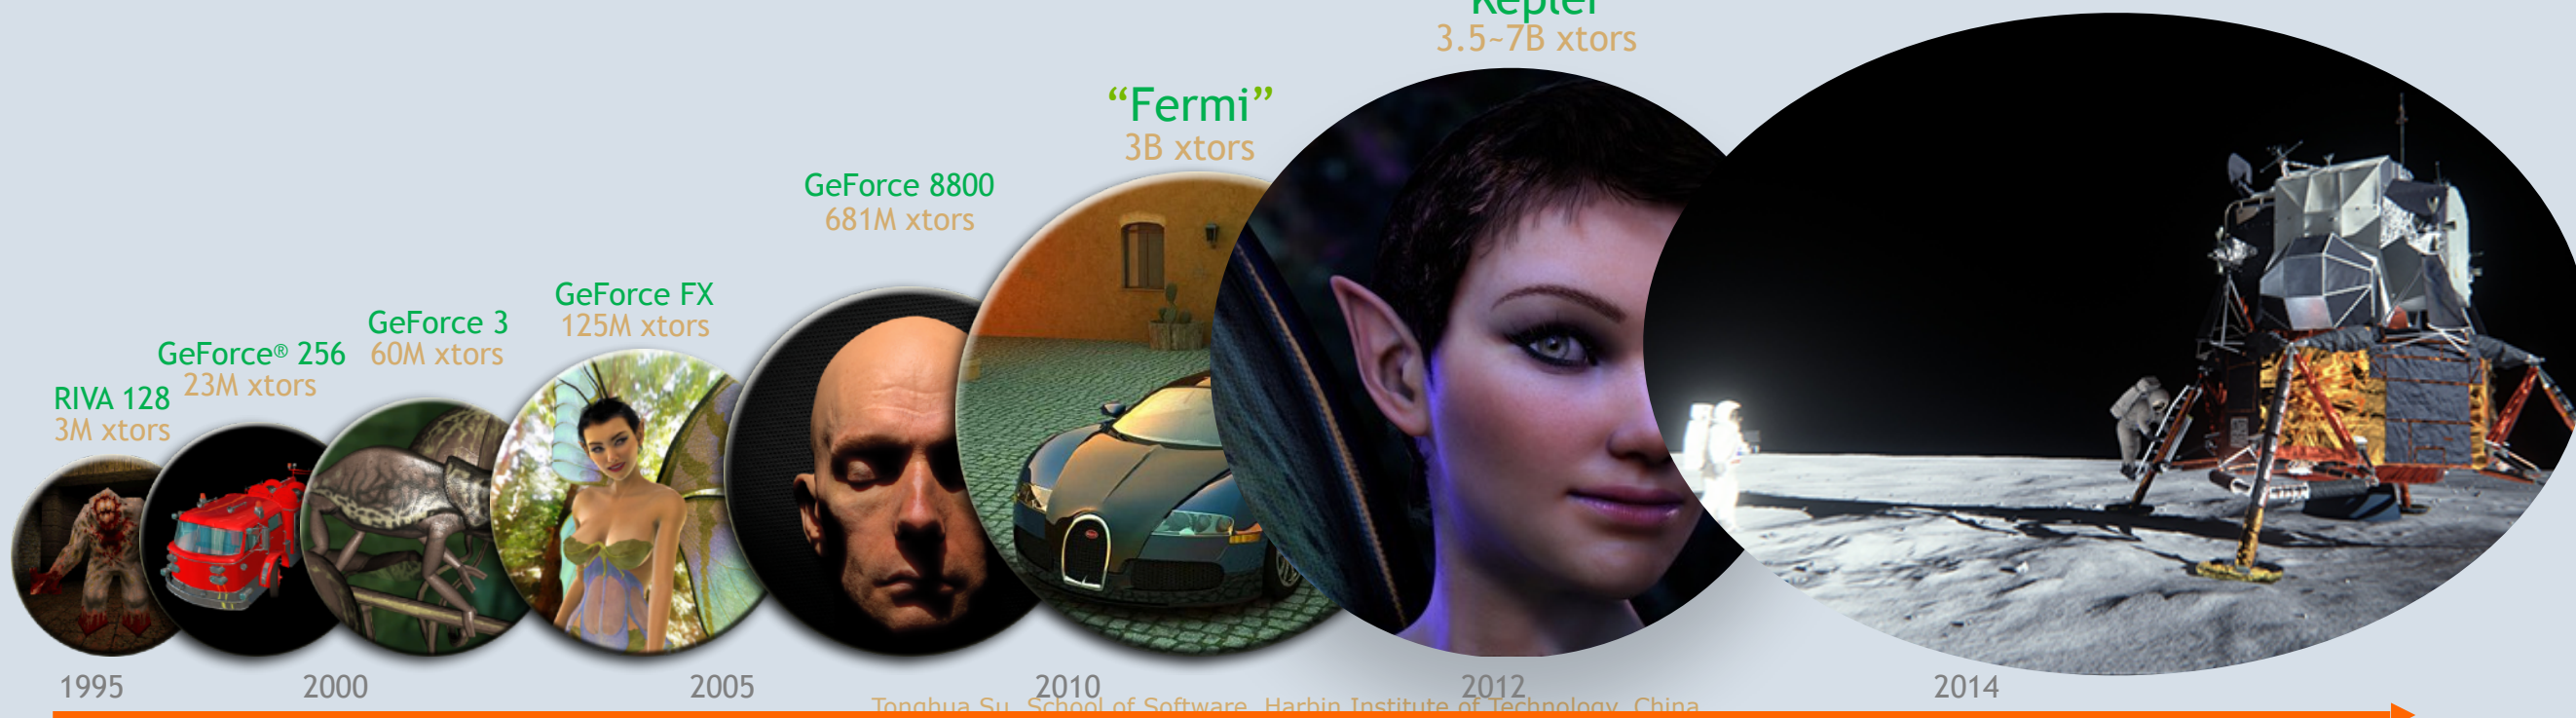 Kepler
3.5~7B xtors
“Fermi”
3B xtors
GeForce 8800
681M xtors
GeForce FX
125M xtors
GeForce 3
60M xtors
GeForce® 256
23M xtors
RIVA 128
3M xtors
1995 2000 2005 2010 2012 2014
Tonghua Su, School of Software, Harbin Institute of Technology, China